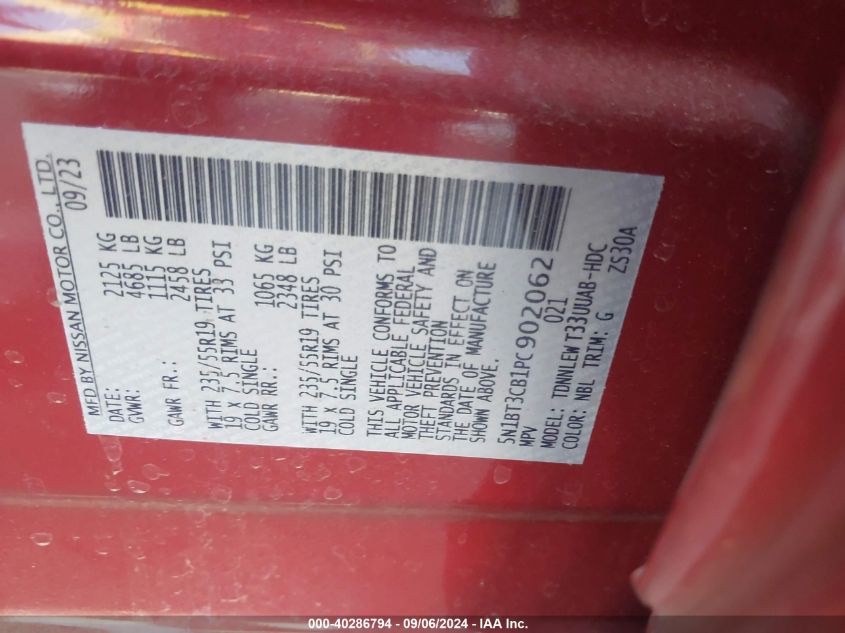 MFD BY NISSAN MOTOR CO., LTD.
DATE: 09/23
GVWR: 2125 KG
4685 LB
GAWR FR.: 1115 KG
2458 LB
WITH 235/55R19 TIRES
19 X 7.5 RIMS AT 33 PSI
COLD SINGLE
GAWR RR.: 1065 KG
2348 LB
WITH 235/55R19 TIRES
19 X 7.5 RIMS AT 30 PSI
COLD SINGLE
THIS VEHICLE CONFORMS TO
ALL APPLICABLE FEDERAL
MOTOR VEHICLE SAFETY AND
THEFT PREVENTION
STANDARDS IN EFFECT ON
THE DATE OF MANUFACTURE
SHOWN ABOVE.
5N1BT3CB1PC902062
MPV 021
MODEL: TDNNLEW T33UUAB-HDC
COLOR: NBL TRIM: G ZS30A
000-40286794 - 09/06/2024 - IAA Inc.